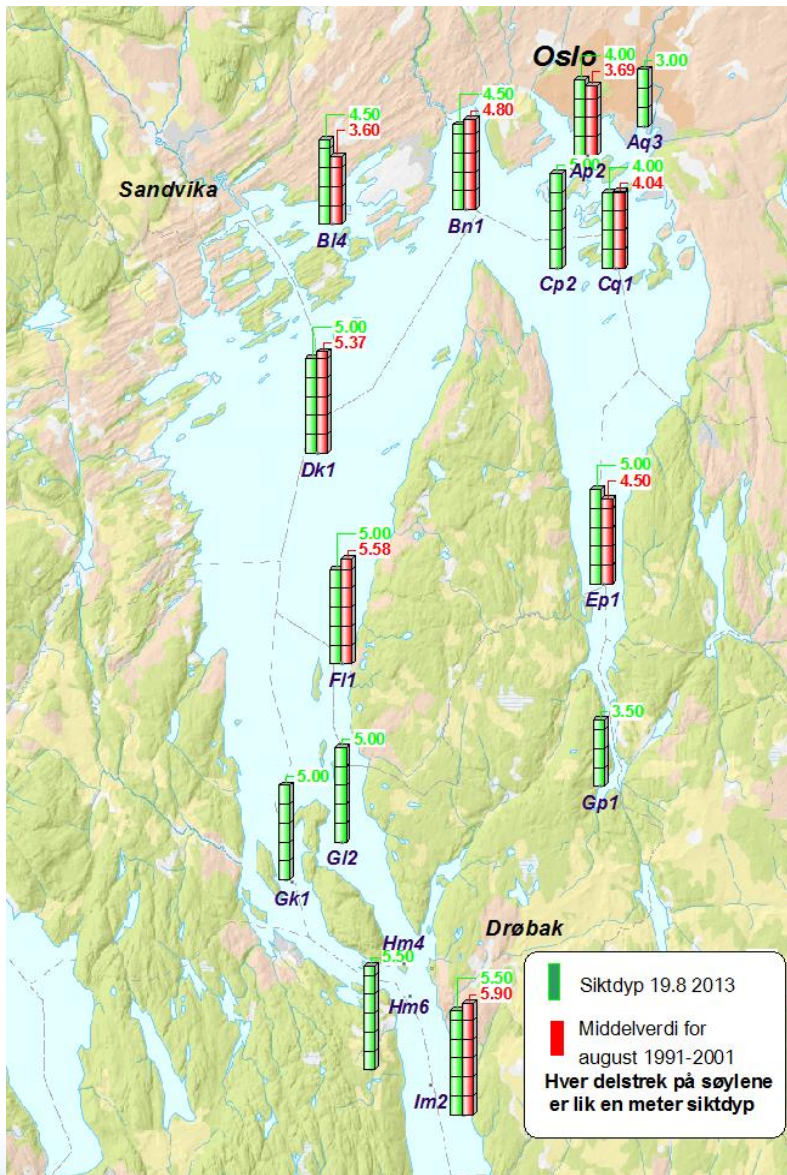 Oslo
4.00
3.69
3.00
Aq3
Ap2
4.50
4.80
Bn1
4.50
3.60
Bl4
Sandvika
5.00
Cp2
4.00
4.04
Cq1
5.00
5.37
Dk1
5.00
4.50
Ep1
5.00
5.58
Fl1
3.50
Gp1
5.00
Gl2
5.00
Gk1
Drøbak
Hm4
5.50
Hm6
5.50
5.90
Im2
Siktdyp 19.8 2013
Middelverdi for
august 1991-2001
Hver delstrek på søylene
er lik en meter siktdyp